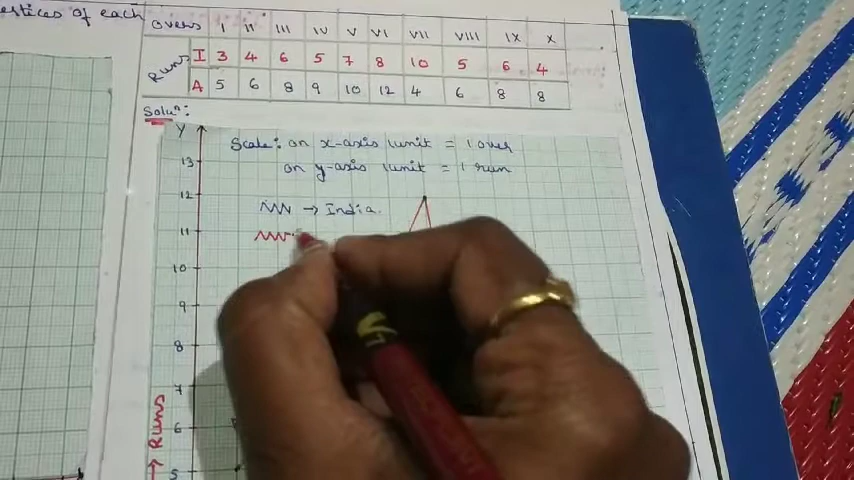 ertices of each
overs I II III IV V VI VII VIII IX X
Runs I 3 4 6 5 7 8 10 5 6 4
A 5 6 8 9 10 12 4 6 8 8
Solun:
Y
Scale: on x-axis 1unit = 1 over
on y-axis 1unit = 1 run
13
12
→ India.
11
10
9
8
7
6
5
→ Runs